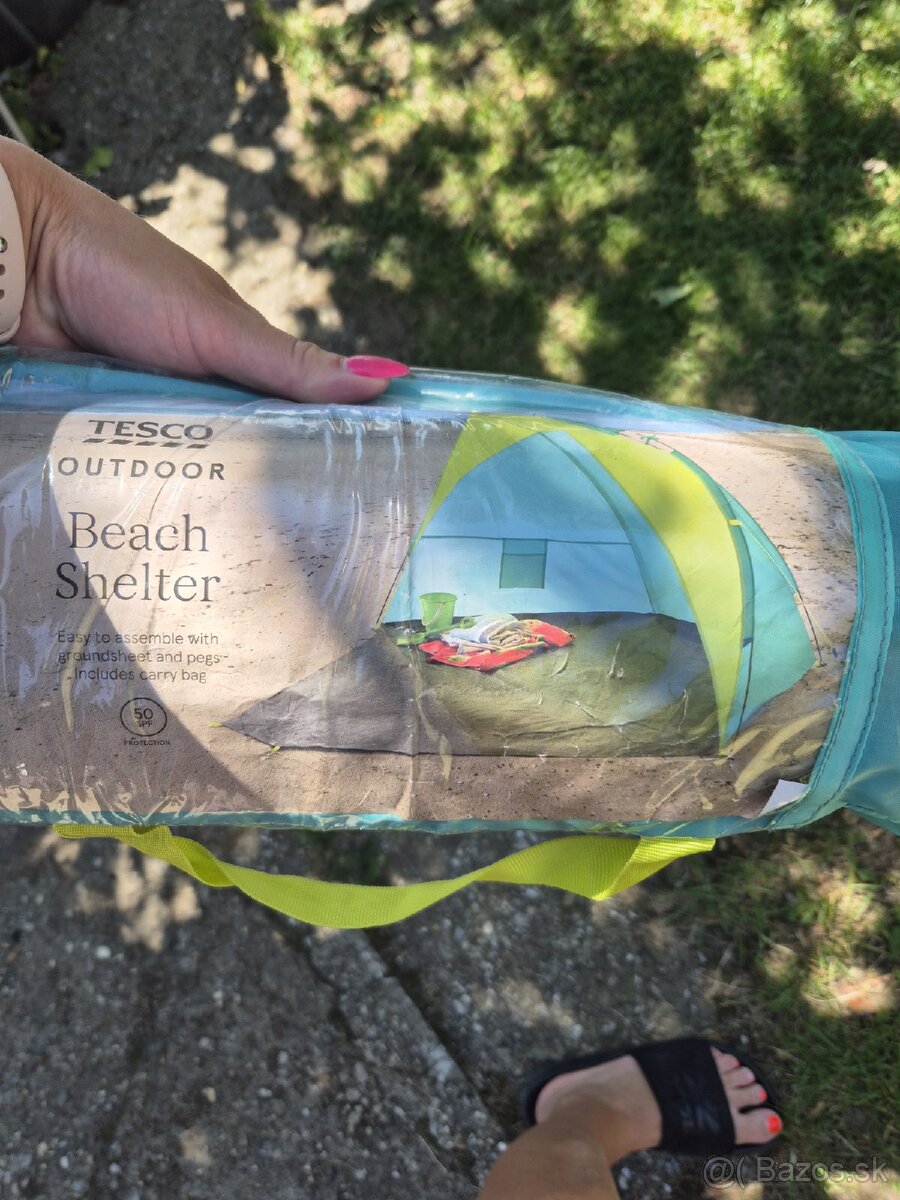 TESCO
OUTDOOR
Beach
Shelter
Easy to assemble with
groundsheet and pegs
Includes carry bag
50
SPF
PROTECTION
@( Bazos.sk